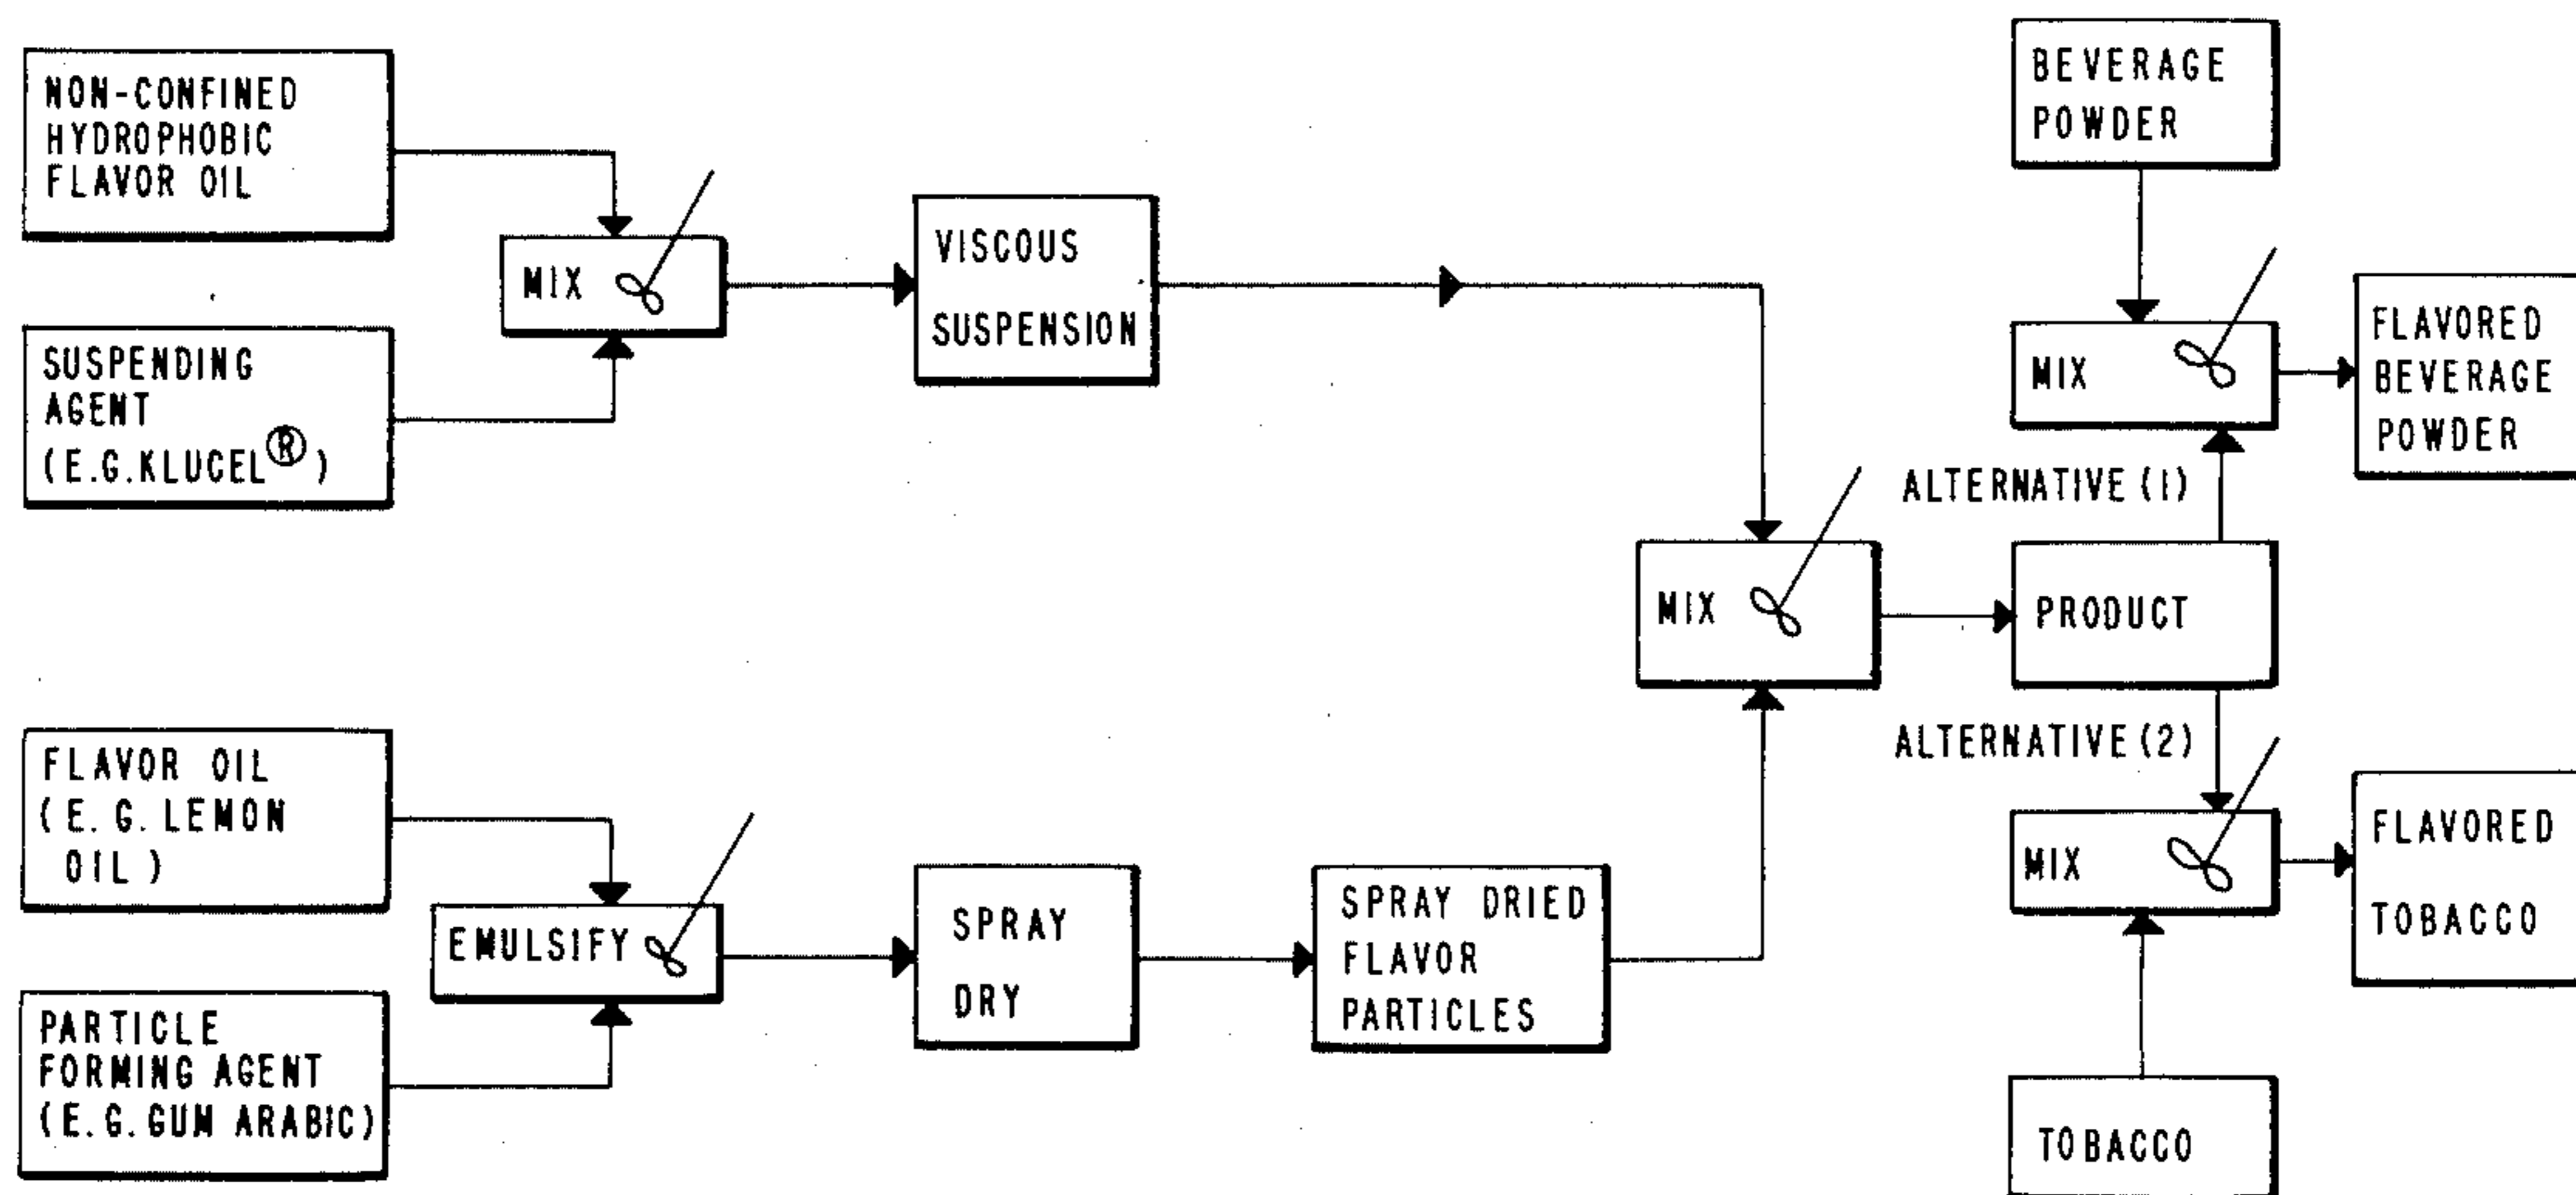 NON-CONFINED
HYDROPHOBIC
FLAVOR OIL
SUSPENDING
AGENT
(E.G.KLUCEL®)
MIX
VISCOUS
SUSPENSION
FLAVOR OIL
(E.G. LEMON
OIL)
PARTICLE
FORMING AGENT
(E.G. GUM ARABIC)
EMULSIFY
SPRAY
DRY
SPRAY DRIED
FLAVOR
PARTICLES
MIX
PRODUCT
ALTERNATIVE (1)
BEVERAGE
POWDER
MIX
FLAVORED
BEVERAGE
POWDER
ALTERNATIVE (2)
MIX
FLAVORED
TOBACCO
TOBACCO